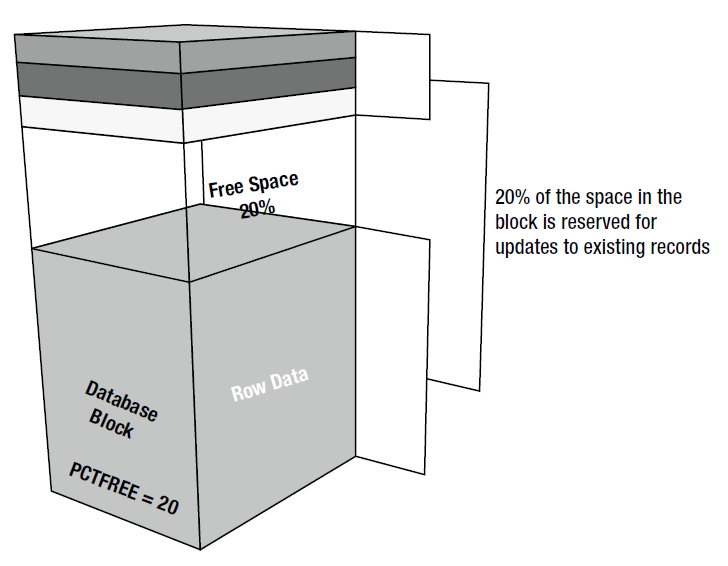 Free Space
20%
20% of the space in the
block is reserved for
updates to existing records
Row Data
Database
Block
PCTFREE = 20